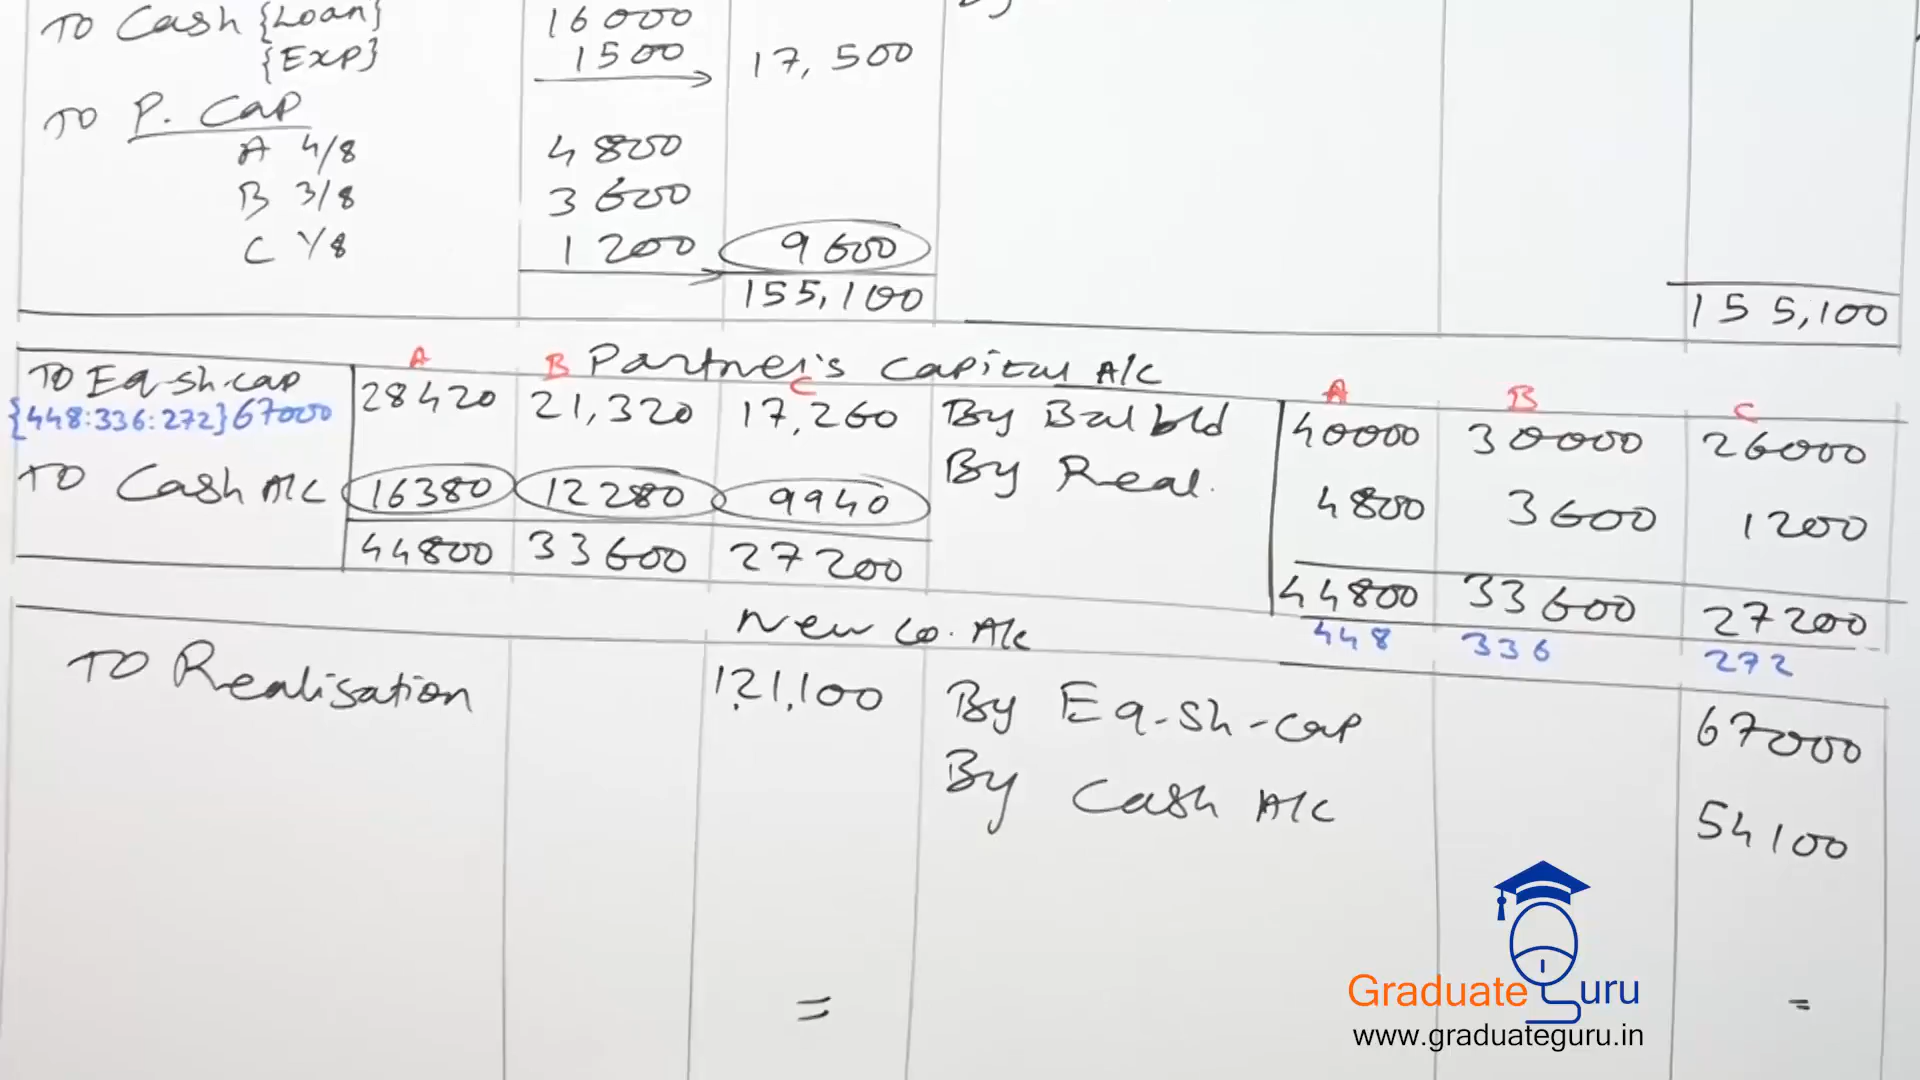 To Cash {Loan} 16000
{Exp} 1500 17,500
To P. Cap
A 4/8 4800
B 3/8 3600
C 1/8 1200 9600
155,100 155,100
Partner's Capital A/c
A B C A B C
To Eq-sh-cap 28420 21,320 17,260 By Bal b/d 40000 30000 26000
{448:336:272} 67000
To Cash A/c 16380 12280 9940 By Real. 4800 3600 1200
44800 33600 27200 44800 33600 27200
448 336 272
New Co. A/c
To Realisation 121,100 By Eq-sh-cap 67000
By Cash A/c 54100
= =
Graduate Guru
www.graduateguru.in